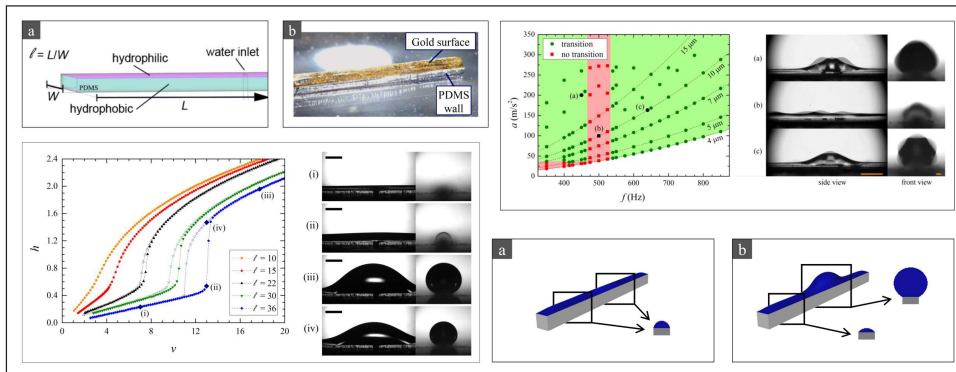 a
ℓ = L/W
hydrophilic
water inlet
W
PDMS
L
hydrophobic
b
Gold surface
PDMS
wall
2.4
2.0
1.6
1.2
0.8
0.4
0.0
h
0
4
8
12
16
20
v
(i)
(ii)
(iii)
(iv)
ℓ = 10
ℓ = 15
ℓ = 22
ℓ = 30
ℓ = 36
(i)
(ii)
(iii)
(iv)
350
300
250
200
150
100
50
0
a (m/s²)
transition
no transition
15 μm
10 μm
7 μm
5 μm
4 μm
(a)
(b)
(c)
400
500
600
700
800
f (Hz)
(a)
(b)
(c)
side view
front view
a
b